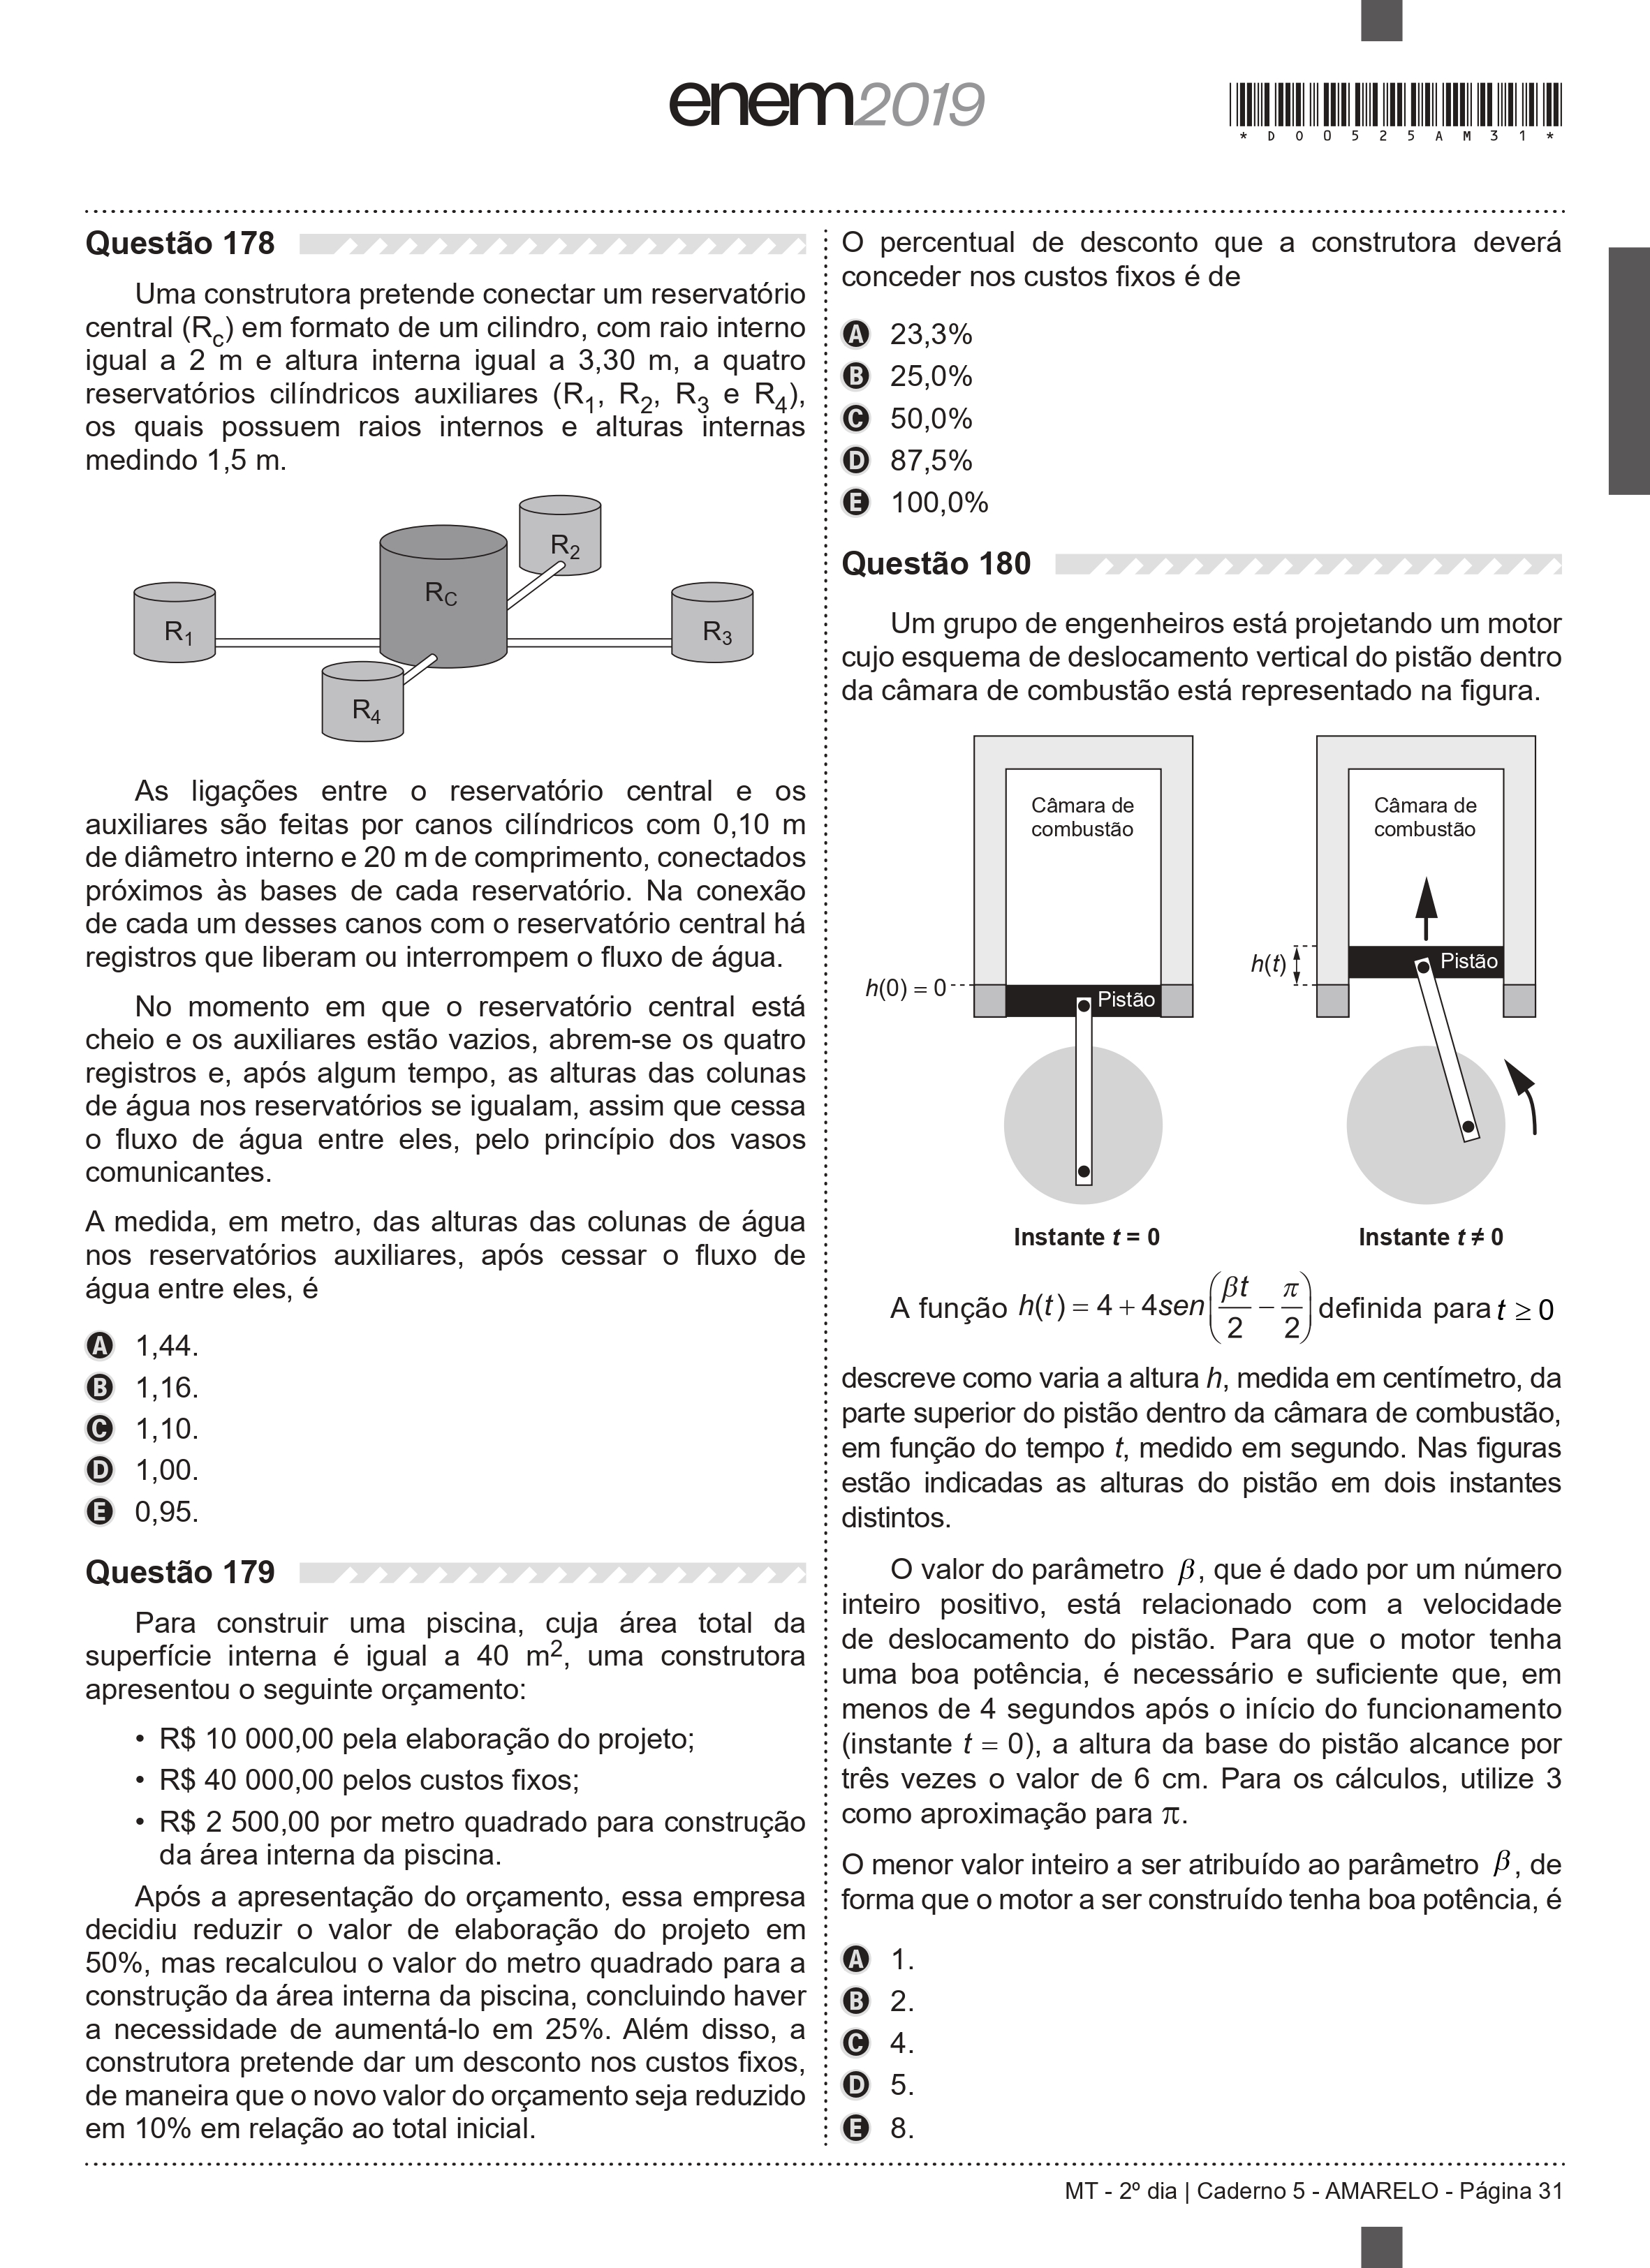 enem2019
* D O 0 5 2 5 A M 3 1 *
Questão 178
Uma construtora pretende conectar um reservatório
central (Rc) em formato de um cilindro, com raio interno
igual a 2 m e altura interna igual a 3,30 m, a quatro
reservatórios cilíndricos auxiliares (R1, R2, R3 e R4),
os quais possuem raios internos e alturas internas
medindo 1,5 m.
R2
RC
R1
R3
R4
As ligações entre o reservatório central e os
auxiliares são feitas por canos cilíndricos com 0,10 m
de diâmetro interno e 20 m de comprimento, conectados
próximos às bases de cada reservatório. Na conexão
de cada um desses canos com o reservatório central há
registros que liberam ou interrompem o fluxo de água.
No momento em que o reservatório central está
cheio e os auxiliares estão vazios, abrem-se os quatro
registros e, após algum tempo, as alturas das colunas
de água nos reservatórios se igualam, assim que cessa
o fluxo de água entre eles, pelo princípio dos vasos
comunicantes.
A medida, em metro, das alturas das colunas de água
nos reservatórios auxiliares, após cessar o fluxo de
água entre eles, é
A 1,44.
B 1,16.
C 1,10.
D 1,00.
E 0,95.
Questão 179
Para construir uma piscina, cuja área total da
superfície interna é igual a 40 m², uma construtora
apresentou o seguinte orçamento:
• R$ 10 000,00 pela elaboração do projeto;
• R$ 40 000,00 pelos custos fixos;
• R$ 2 500,00 por metro quadrado para construção
da área interna da piscina.
Após a apresentação do orçamento, essa empresa
decidiu reduzir o valor de elaboração do projeto em
50%, mas recalculou o valor do metro quadrado para a
construção da área interna da piscina, concluindo haver
a necessidade de aumentá-lo em 25%. Além disso, a
construtora pretende dar um desconto nos custos fixos,
de maneira que o novo valor do orçamento seja reduzido
em 10% em relação ao total inicial.
O percentual de desconto que a construtora deverá
conceder nos custos fixos é de
A 23,3%
B 25,0%
C 50,0%
D 87,5%
E 100,0%
Questão 180
Um grupo de engenheiros está projetando um motor
cujo esquema de deslocamento vertical do pistão dentro
da câmara de combustão está representado na figura.
Câmara de
combustão
h(0) = 0
Pistão
Instante t = 0
Câmara de
combustão
h(t)
Pistão
Instante t ≠ 0
A função h(t) = 4 + 4sen(βt/2 − π/2) definida para t ≥ 0
descreve como varia a altura h, medida em centímetro, da
parte superior do pistão dentro da câmara de combustão,
em função do tempo t, medido em segundo. Nas figuras
estão indicadas as alturas do pistão em dois instantes
distintos.
O valor do parâmetro β, que é dado por um número
inteiro positivo, está relacionado com a velocidade
de deslocamento do pistão. Para que o motor tenha
uma boa potência, é necessário e suficiente que, em
menos de 4 segundos após o início do funcionamento
(instante t = 0), a altura da base do pistão alcance por
três vezes o valor de 6 cm. Para os cálculos, utilize 3
como aproximação para π.
O menor valor inteiro a ser atribuído ao parâmetro β, de
forma que o motor a ser construído tenha boa potência, é
A 1.
B 2.
C 4.
D 5.
E 8.
MT - 2º dia | Caderno 5 - AMARELO - Página 31